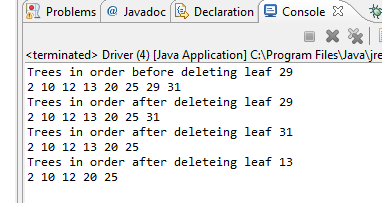 Problems @ Javadoc Declaration Console
<terminated> Driver (4) [Java Application] C:\Program Files\Java\jre
Trees in order before deleting leaf 29
2 10 12 13 20 25 29 31
Trees in order after deleteing leaf 29
2 10 12 13 20 25 31
Trees in order after deleteing leaf 31
2 10 12 13 20 25
Trees in order after deleteing leaf 13
2 10 12 20 25